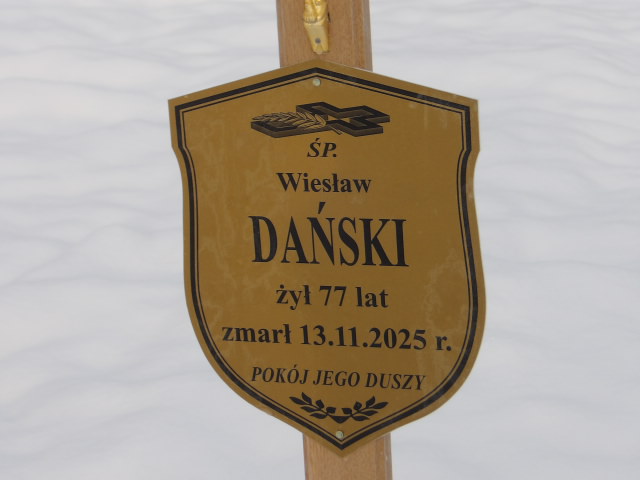 ŚP.
Wiesław
DAŃSKI
żył 77 lat
zmarł 13.11.2025 r.
POKÓJ JEGO DUSZY